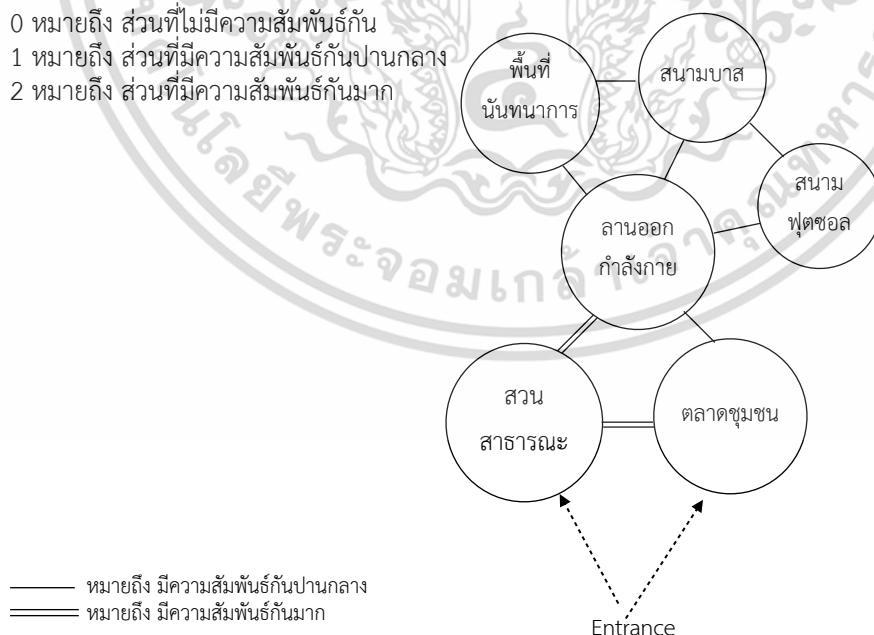 0 หมายถึง ส่วนที่ไม่มีความสัมพันธ์กัน
1 หมายถึง ส่วนที่มีความสัมพันธ์กันปานกลาง
2 หมายถึง ส่วนที่มีความสัมพันธ์กันมาก
พื้นที่
นันทนาการ
สนามบาส
สนาม
ฟุตซอล
ลานออก
กำลังกาย
สวน
สาธารณะ
ตลาดชุมชน
หมายถึง มีความสัมพันธ์กันปานกลาง
หมายถึง มีความสัมพันธ์กันมาก
Entrance